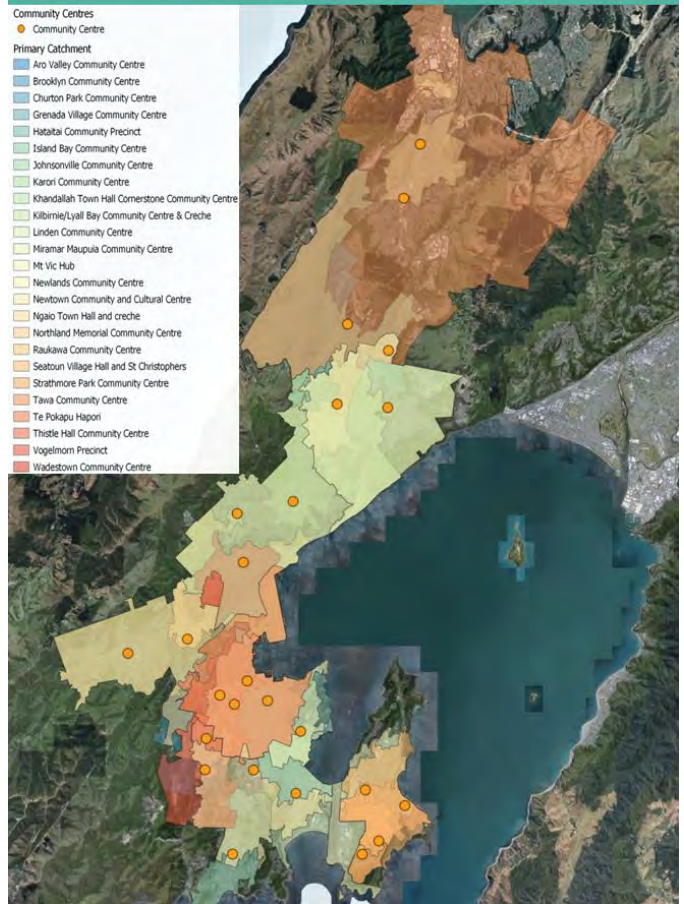 Community Centres
Community Centre
Primary Catchment
Aro Valley Community Centre
Brooklyn Community Centre
Churton Park Community Centre
Grenada Village Community Centre
Hataitai Community Precinct
Island Bay Community Centre
Johnsonville Community Centre
Karori Community Centre
Khandallah Town Hall Cornerstone Community Centre
Kilbirnie/Lyall Bay Community Centre & Creche
Linden Community Centre
Miramar Maupuia Community Centre
Mt Vic Hub
Newlands Community Centre
Newtown Community and Cultural Centre
Ngaio Town Hall and creche
Northland Memorial Community Centre
Raukawa Community Centre
Seatoun Village Hall and St Christophers
Strathmore Park Community Centre
Tawa Community Centre
Te Pokapu Hapori
Thistle Hall Community Centre
Vogelmorn Precinct
Wadestown Community Centre